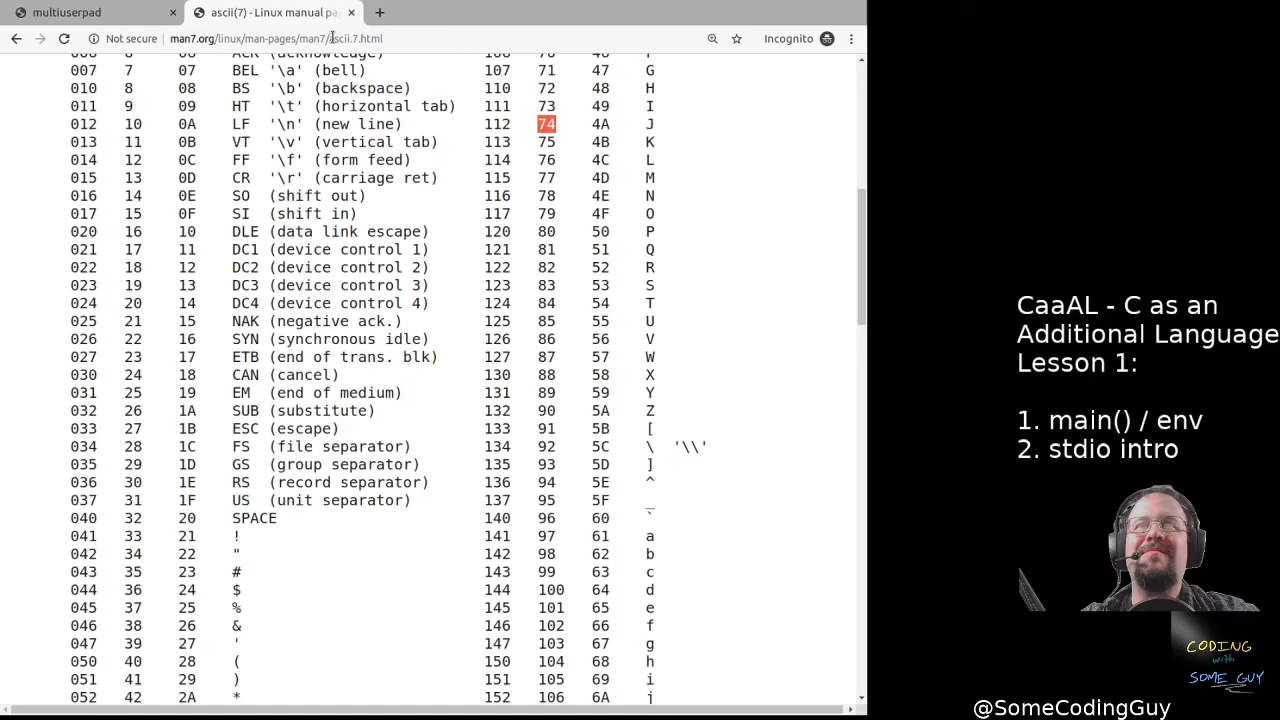 multiuserpad
ascii(7) - Linux manual pa
Not secure man7.org/linux/man-pages/man7/ascii.7.html Incognito
007 7 07 BEL '\a' (bell) 107 71 47 G
010 8 08 BS '\b' (backspace) 110 72 48 H
011 9 09 HT '\t' (horizontal tab) 111 73 49 I
012 10 0A LF '\n' (new line) 112 74 4A J
013 11 0B VT '\v' (vertical tab) 113 75 4B K
014 12 0C FF '\f' (form feed) 114 76 4C L
015 13 0D CR '\r' (carriage ret) 115 77 4D M
016 14 0E SO (shift out) 116 78 4E N
017 15 0F SI (shift in) 117 79 4F O
020 16 10 DLE (data link escape) 120 80 50 P
021 17 11 DC1 (device control 1) 121 81 51 Q
022 18 12 DC2 (device control 2) 122 82 52 R
023 19 13 DC3 (device control 3) 123 83 53 S
024 20 14 DC4 (device control 4) 124 84 54 T
025 21 15 NAK (negative ack.) 125 85 55 U
026 22 16 SYN (synchronous idle) 126 86 56 V
027 23 17 ETB (end of trans. blk) 127 87 57 W
030 24 18 CAN (cancel) 130 88 58 X
031 25 19 EM (end of medium) 131 89 59 Y
032 26 1A SUB (substitute) 132 90 5A Z
033 27 1B ESC (escape) 133 91 5B [
034 28 1C FS (file separator) 134 92 5C \ '\\'
035 29 1D GS (group separator) 135 93 5D ]
036 30 1E RS (record separator) 136 94 5E ^
037 31 1F US (unit separator) 137 95 5F _
040 32 20 SPACE 140 96 60 `
041 33 21 ! 141 97 61 a
042 34 22 " 142 98 62 b
043 35 23 # 143 99 63 c
044 36 24 $ 144 100 64 d
045 37 25 % 145 101 65 e
046 38 26 & 146 102 66 f
047 39 27 ' 147 103 67 g
050 40 28 ( 150 104 68 h
051 41 29 ) 151 105 69 i
052 42 2A * 152 106 6A j
CaaAL - C as an
Additional Language
Lesson 1:
1. main() / env
2. stdio intro
CODING
with
SOME GUY
@SomeCodingGuy